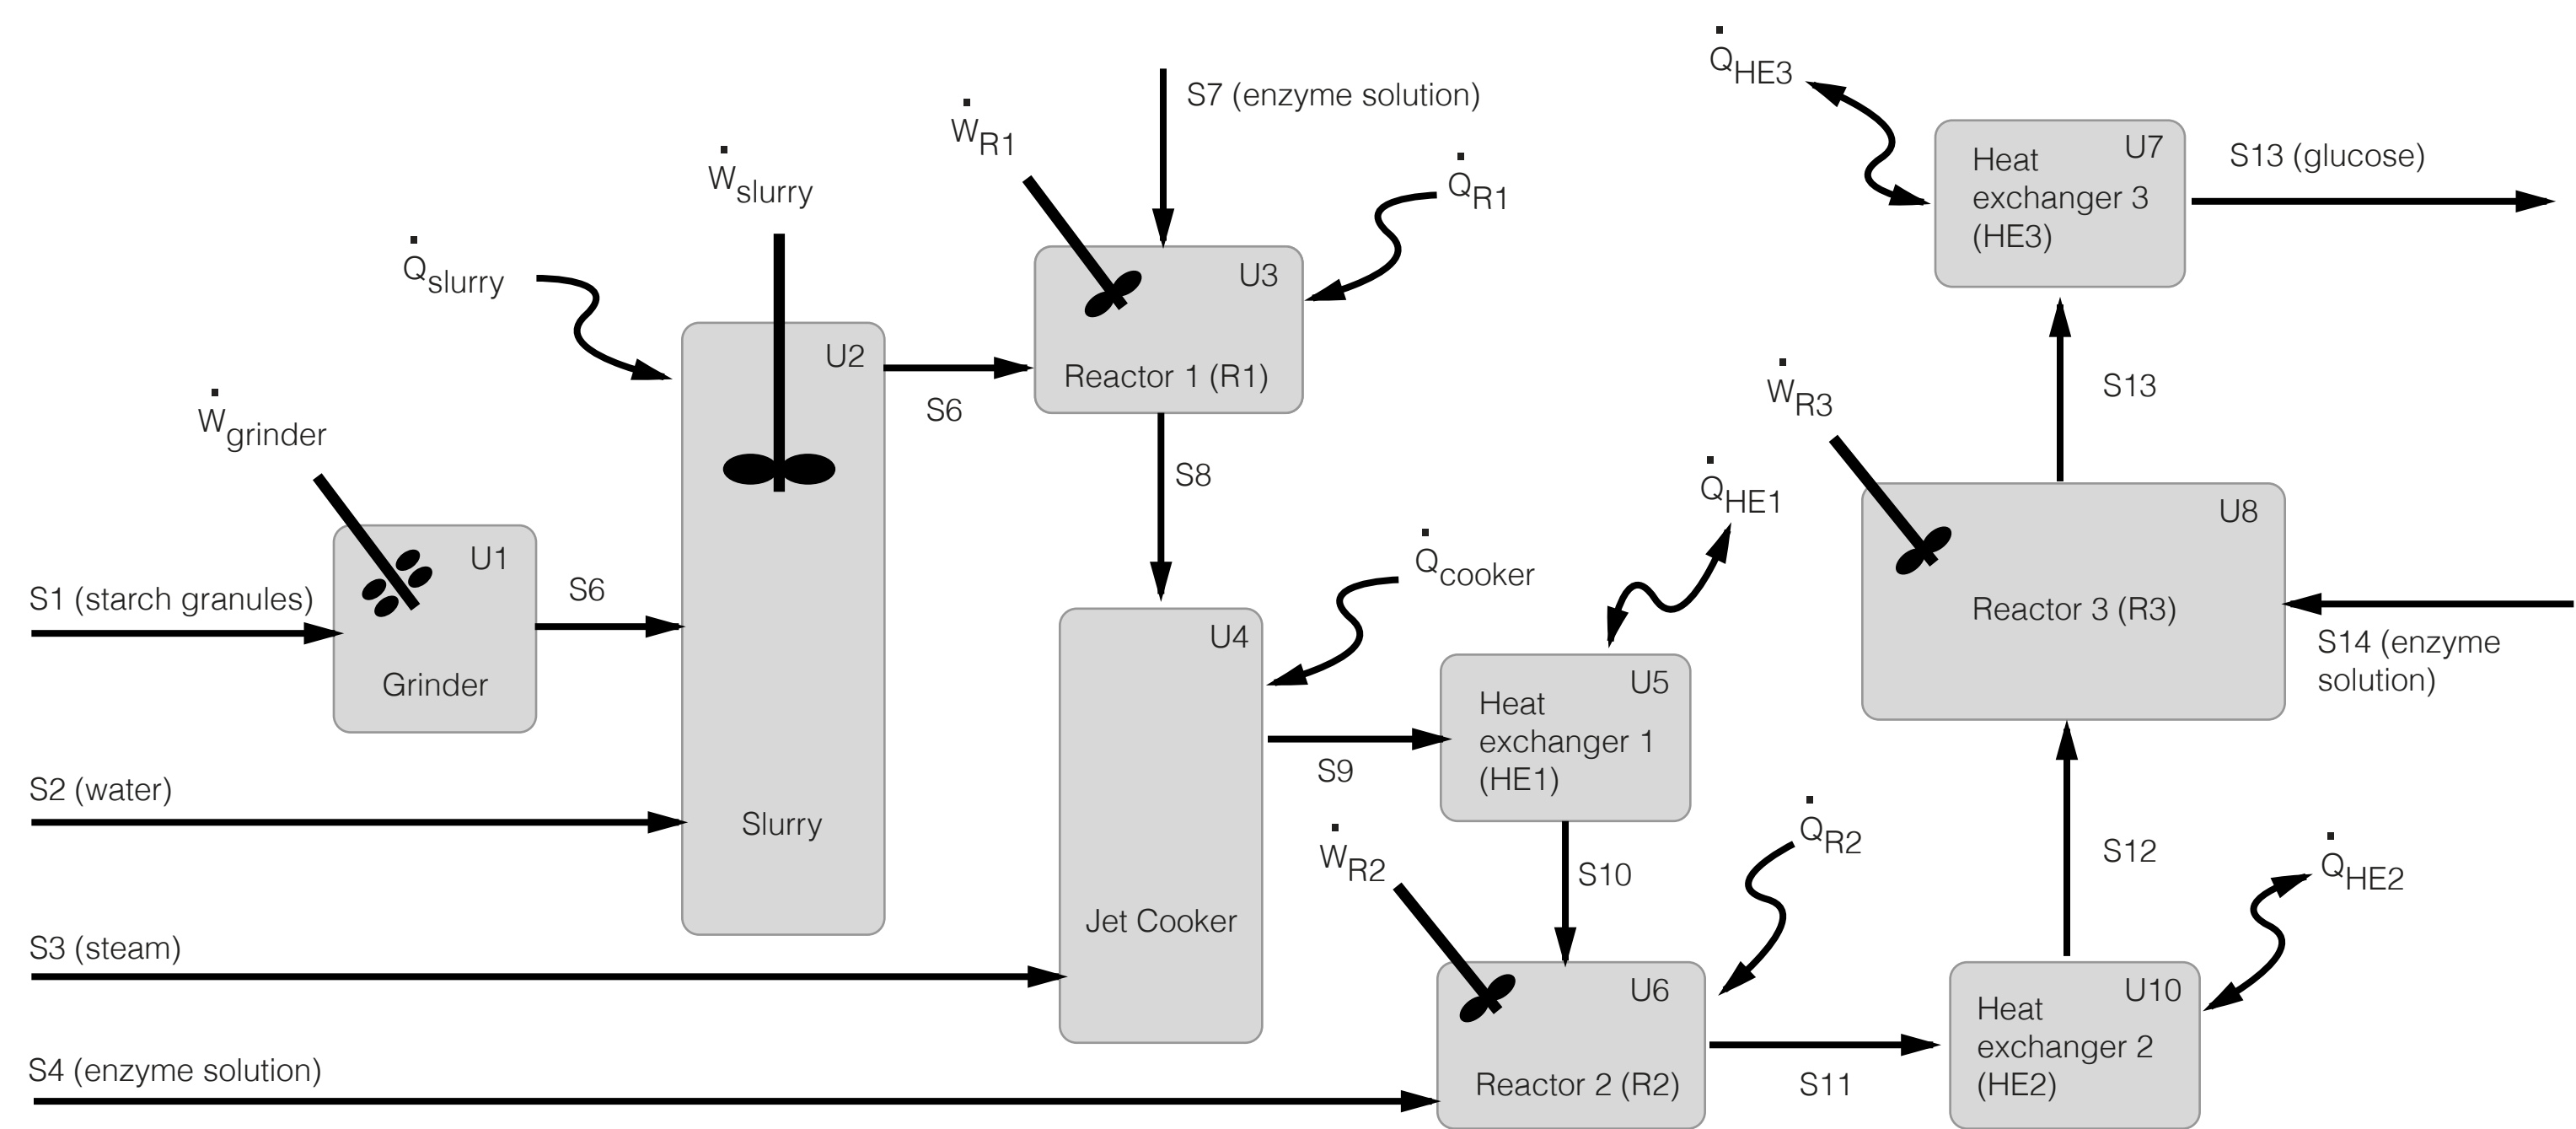 Q̇HE3
S7 (enzyme solution)
ẆR1
U7
Heat
exchanger 3
(HE3)
S13 (glucose)
Ẇslurry
Q̇R1
Q̇slurry
U3
Reactor 1 (R1)
U2
S6
S13
ẆR3
Ẇgrinder
S8
Q̇HE1
U8
Reactor 3 (R3)
U1
Grinder
S1 (starch granules)
S6
Q̇cooker
U4
S14 (enzyme
solution)
U5
Heat
exchanger 1
(HE1)
S9
S2 (water)
Slurry
ẆR2
S10
Q̇R2
S12
Q̇HE2
Jet Cooker
S3 (steam)
U6
Reactor 2 (R2)
U10
Heat
exchanger 2
(HE2)
S4 (enzyme solution)
S11